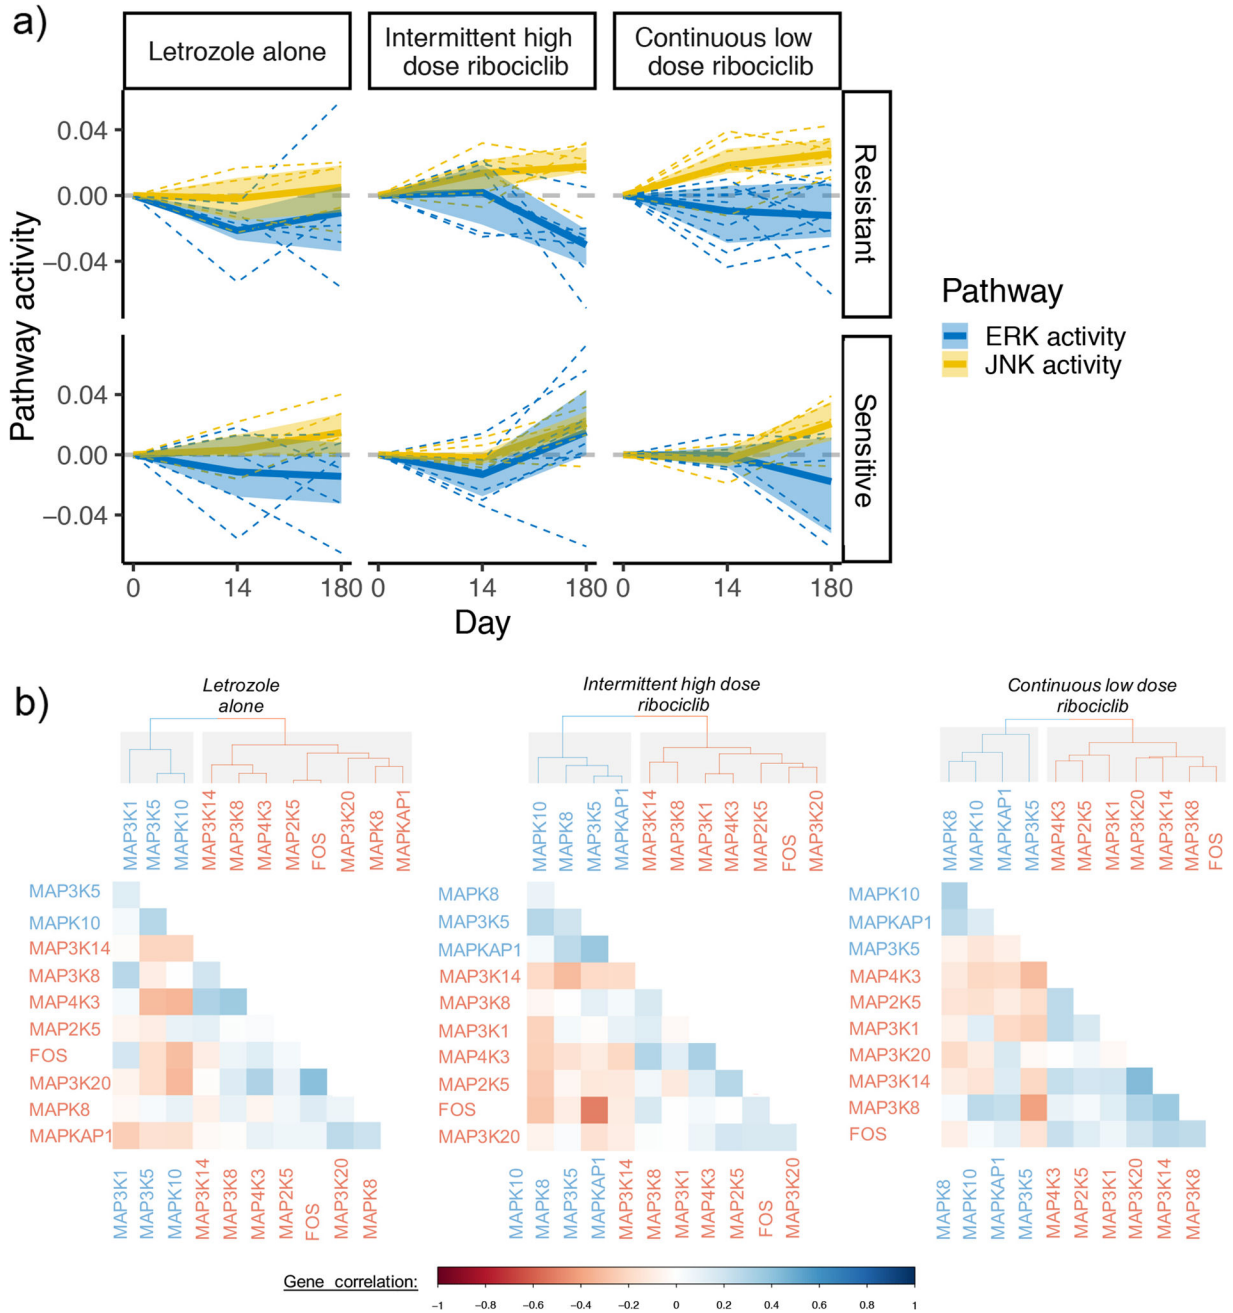 a)
Letrozole alone
Intermittent high
dose ribociclib
Continuous low
dose ribociclib
Pathway activity
0.04
0.00
−0.04
Resistant
0.04
0.00
−0.04
Sensitive
0 14 180 0 14 180 0 14 180
Day
Pathway
ERK activity
JNK activity
b)
Letrozole
alone
MAP3K1 MAP3K5 MAPK10 MAP3K14 MAP3K8 MAP4K3 MAP2K5 FOS MAP3K20 MAPK8 MAPKAP1
MAP3K5
MAPK10
MAP3K14
MAP3K8
MAP4K3
MAP2K5
FOS
MAP3K20
MAPK8
MAPKAP1
MAP3K1 MAP3K5 MAPK10 MAP3K14 MAP3K8 MAP4K3 MAP2K5 FOS MAP3K20 MAPK8
Intermittent high dose
ribociclib
MAPK10 MAPK8 MAP3K5 MAPKAP1 MAP3K14 MAP3K8 MAP3K1 MAP4K3 MAP2K5 FOS MAP3K20
MAPK8
MAP3K5
MAPKAP1
MAP3K14
MAP3K8
MAP3K1
MAP4K3
MAP2K5
FOS
MAP3K20
MAPK10 MAPK8 MAP3K5 MAPKAP1 MAP3K14 MAP3K8 MAP3K1 MAP4K3 MAP2K5 FOS MAP3K20
Continuous low dose
ribociclib
MAPK8 MAPK10 MAPKAP1 MAP3K5 MAP4K3 MAP2K5 MAP3K1 MAP3K20 MAP3K14 MAP3K8 FOS
MAPK10
MAPKAP1
MAP3K5
MAP4K3
MAP2K5
MAP3K1
MAP3K20
MAP3K14
MAP3K8
FOS
MAPK8 MAPK10 MAPKAP1 MAP3K5 MAP4K3 MAP2K5 MAP3K1 MAP3K20 MAP3K14 MAP3K8
Gene correlation:
−1 −0.8 −0.6 −0.4 −0.2 0 0.2 0.4 0.6 0.8 1